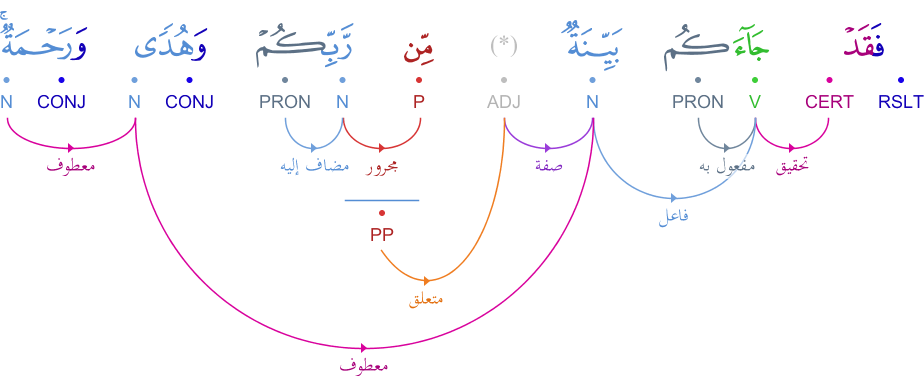 فَقَدْ جَآءَكُم بَيِّنَةٌ (*) مِّن رَّبِّكُمْ وَهُدًى وَرَحْمَةٌ ۚ
RSLT CERT V PRON N ADJ P N PRON CONJ N CONJ N
تحقيق مفعول به صفة مجرور مضاف إليه معطوف
فاعل
PP
متعلق
معطوف